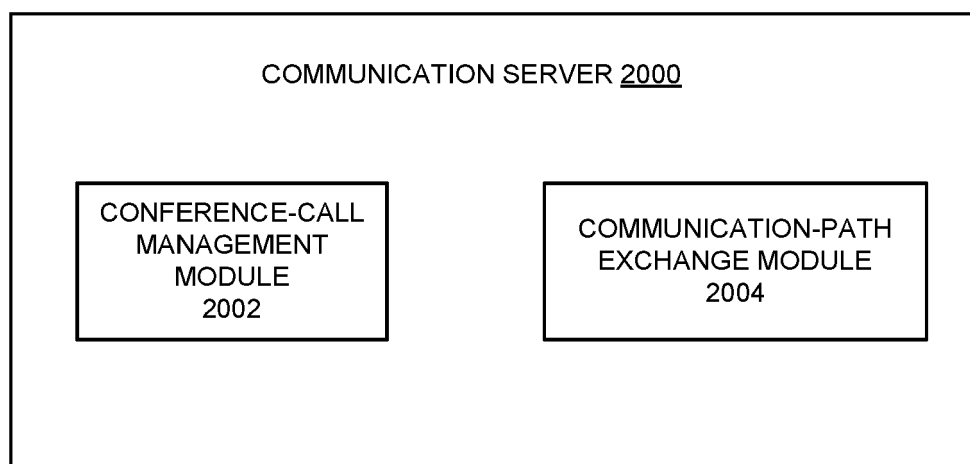 COMMUNICATION SERVER 2000
CONFERENCE-CALL
MANAGEMENT
MODULE
2002
COMMUNICATION-PATH
EXCHANGE MODULE
2004